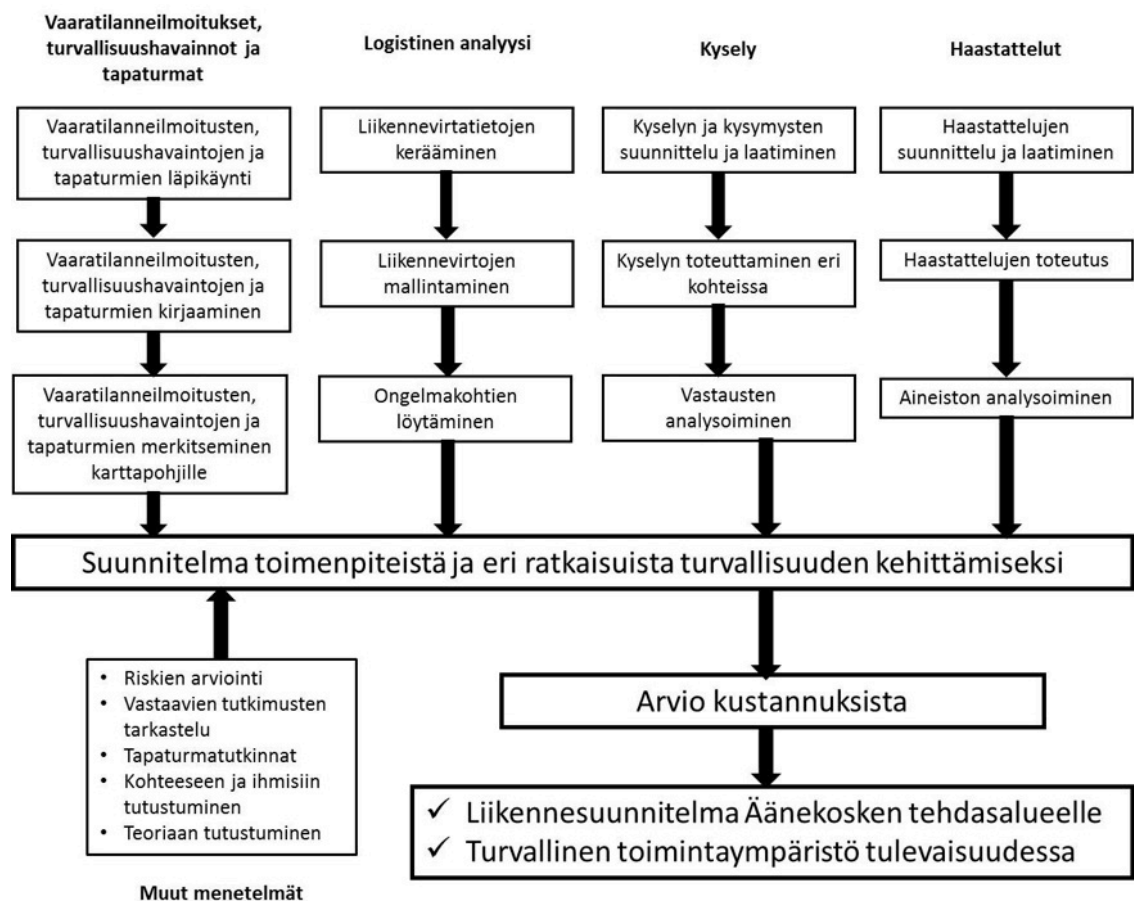 Vaaratilanneilmoitukset,
turvallisuushavainnot ja
tapaturmat
Vaaratilanneilmoitusten,
turvallisuushavaintojen ja
tapaturmien läpikäynti
Vaaratilanneilmoitusten,
turvallisuushavaintojen ja
tapaturmien kirjaaminen
Vaaratilanneilmoitusten,
turvallisuushavaintojen ja
tapaturmien merkitseminen
karttapohjille
Logistinen analyysi
Liikennevirtatietojen
kerääminen
Liikennevirtojen
mallintaminen
Ongelmakohtien
löytäminen
Kysely
Kyselyn ja kysymysten
suunnittelu ja laatiminen
Kyselyn toteuttaminen eri
kohteissa
Vastausten
analysoiminen
Haastattelut
Haastattelujen
suunnittelu ja laatiminen
Haastattelujen toteutus
Aineiston analysoiminen
Suunnitelma toimenpiteistä ja eri ratkaisuista turvallisuuden kehittämiseksi
• Riskien arviointi
• Vastaavien tutkimusten
tarkastelu
• Tapaturmatutkinnat
• Kohteeseen ja ihmisiin
tutustuminen
• Teoriaan tutustuminen
Muut menetelmät
Arvio kustannuksista
✓ Liikennesuunnitelma Äänekosken tehdasalueelle
✓ Turvallinen toimintaympäristö tulevaisuudessa